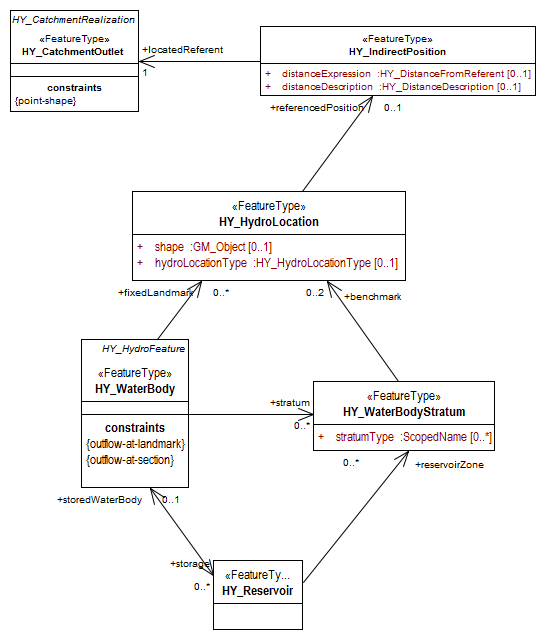 HY_CatchmentRealization
«FeatureType»
HY_CatchmentOutlet
constraints
{point-shape}
+locatedReferent
1
«FeatureType»
HY_IndirectPosition
+ distanceExpression :HY_DistanceFromReferent [0..1]
+ distanceDescription :HY_DistanceDescription [0..1]
+referencedPosition
0..1
«FeatureType»
HY_HydroLocation
+ shape :GM_Object [0..1]
+ hydroLocationType :HY_HydroLocationType [0..1]
+fixedLandmark
0..*
0..2
+benchmark
HY_HydroFeature
«FeatureType»
HY_WaterBody
constraints
{outflow-at-landmark}
{outflow-at-section}
+stratum
0..*
«FeatureType»
HY_WaterBodyStratum
+ stratumType :ScopedName [0..*]
0..*
+reservoirZone
+storedWaterBody
0..1
+storage
0..*
«FeatureTy...
HY_Reservoir